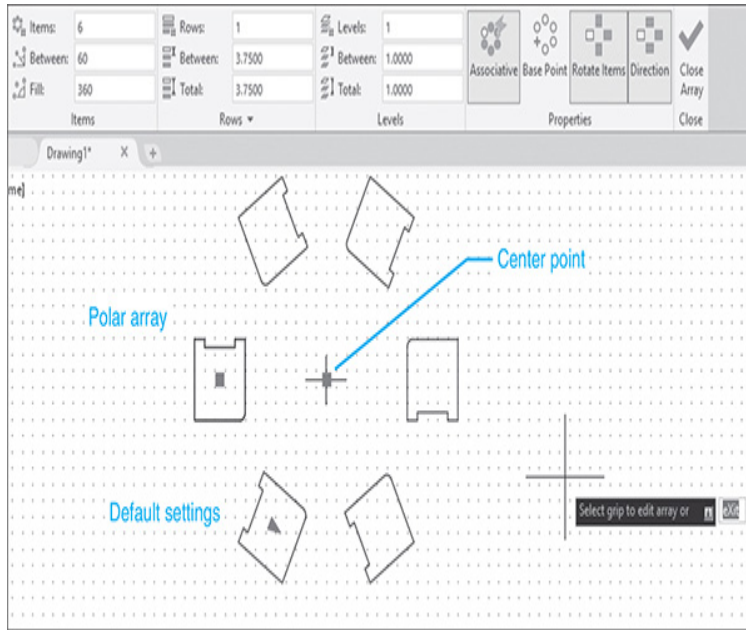 Items: 6 Rows: 1 Levels: 1
Between: 60 Between: 3.7500 Between: 1.0000
Fill: 360 Total: 3.7500 Total: 1.0000
Associative Base Point Rotate Items Direction Close Array
Items Rows ▾ Levels Properties Close
Drawing1* X +
me]
Center point
Polar array
Default settings
Select grip to edit array or eXit